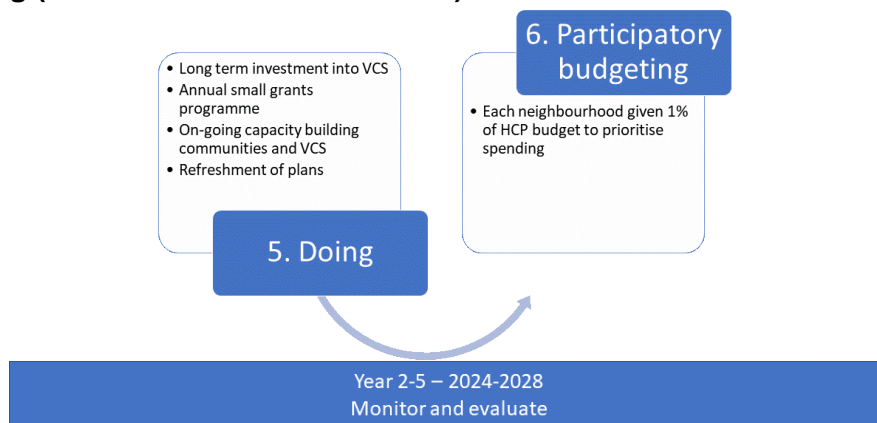 • Long term investment into VCS
• Annual small grants
programme
• On-going capacity building
communities and VCS
• Refreshment of plans
5. Doing
6. Participatory
budgeting
• Each neighbourhood given 1%
of HCP budget to prioritise
spending
Year 2-5 – 2024-2028
Monitor and evaluate